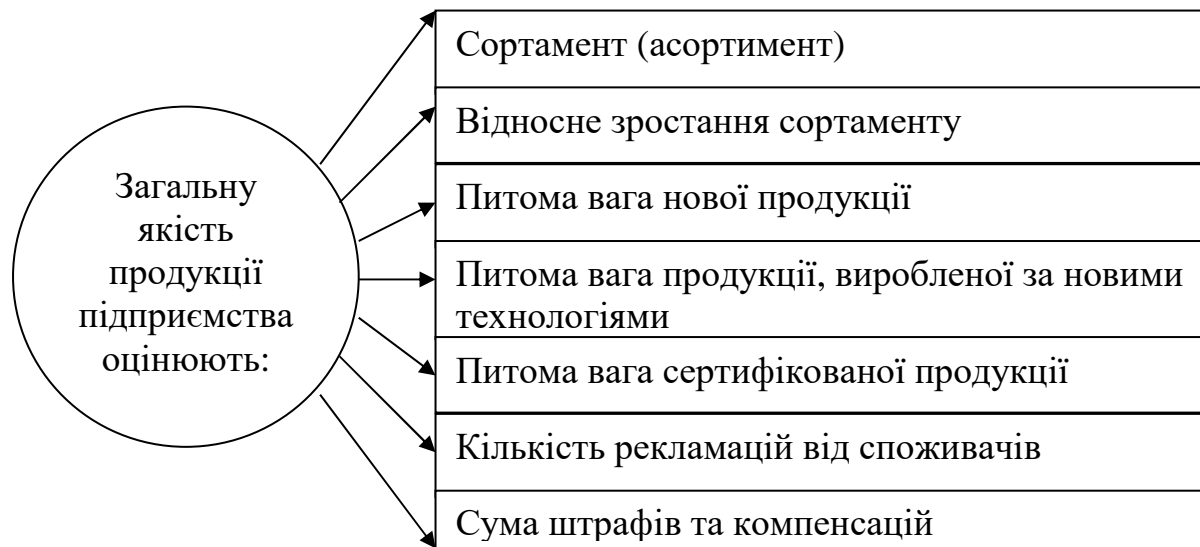 Загальну
якість
продукції
підприємства
оцінюють:
Сортамент (асортимент)
Відносне зростання сортаменту
Питома вага нової продукції
Питома вага продукції, виробленої за новими
технологіями
Питома вага сертифікованої продукції
Кількість рекламацій від споживачів
Сума штрафів та компенсацій